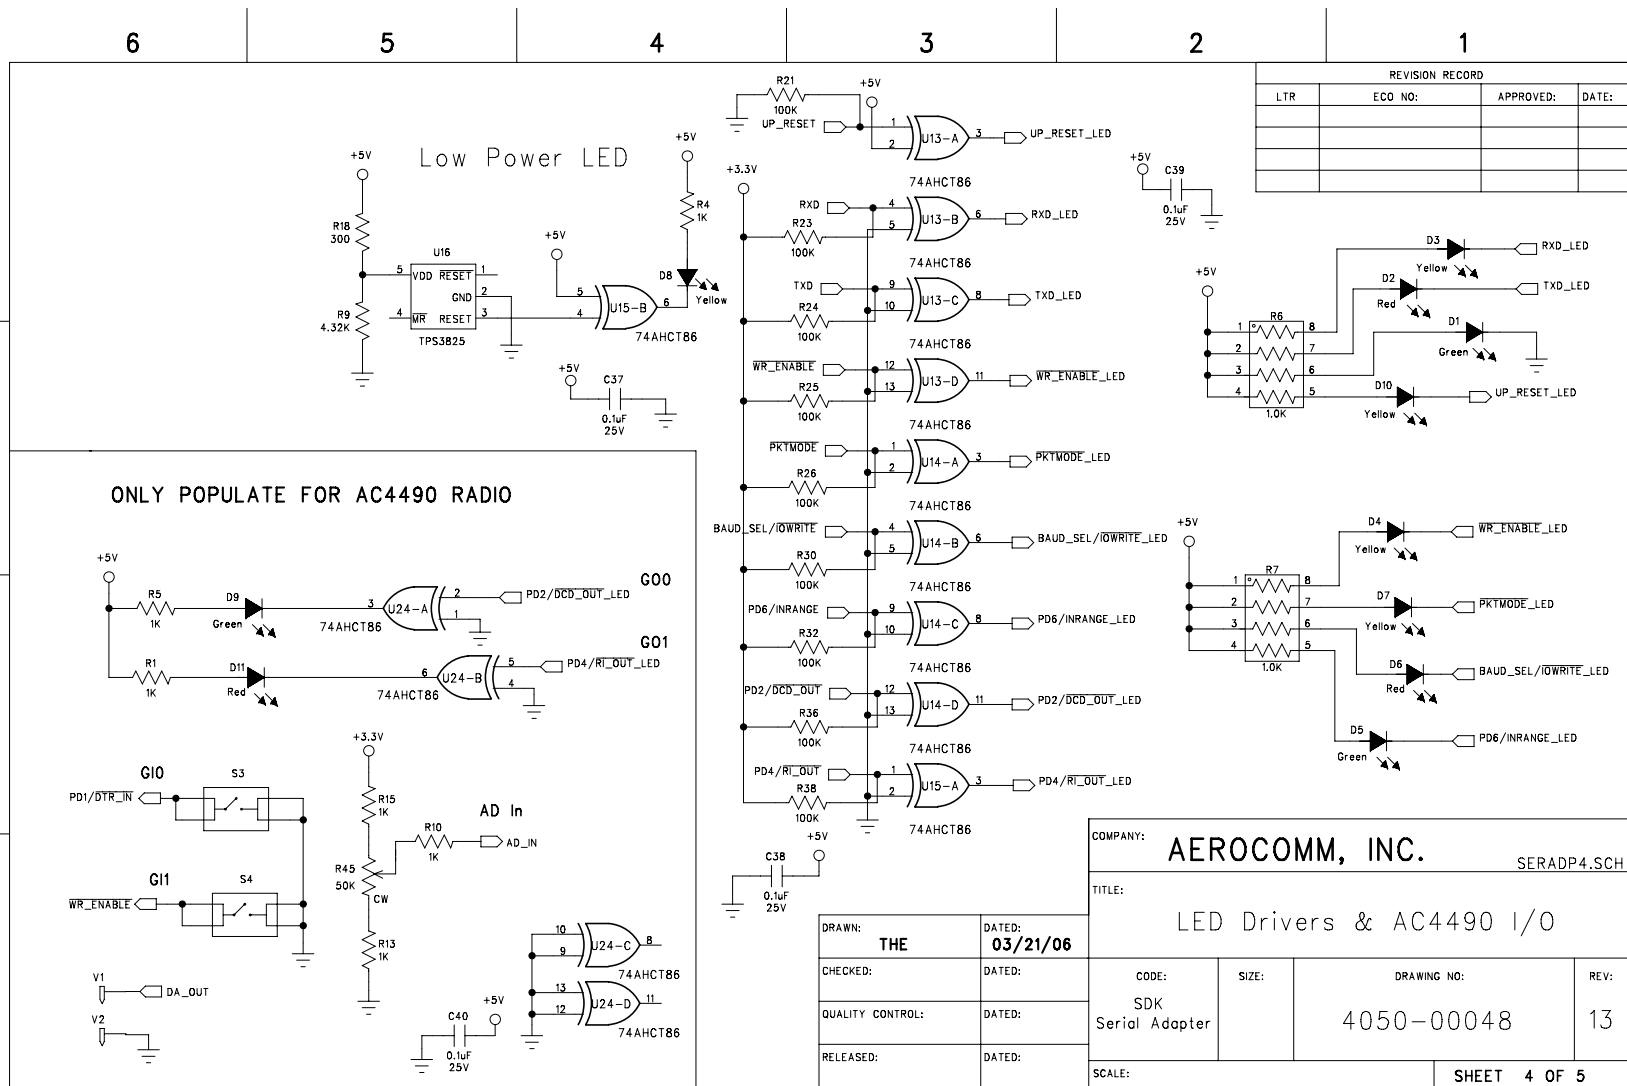 6 5 4 3 2 1
REVISION RECORD
LTR ECO NO: APPROVED: DATE:
Low Power LED
+5V
R18
300
R9
4.32K
U16
5 VDD RESET 1
GND 2
4 MR RESET 3
TPS3825
+5V
5
4
U15-B
6
74AHCT86
+5V
R4
1K
D8
Yellow
+5V
C37
0.1uF
25V
R21
100K
+5V
UP_RESET
1
2
U13-A
3
UP_RESET_LED
74AHCT86
+3.3V
RXD
4
5
U13-B
6
RXD_LED
R23
100K
74AHCT86
TXD
9
10
U13-C
8
TXD_LED
R24
100K
74AHCT86
WR_ENABLE
12
13
U13-D
11
WR_ENABLE_LED
R25
100K
74AHCT86
PKTMODE
1
2
U14-A
3
PKTMODE_LED
R26
100K
74AHCT86
BAUD_SEL/IOWRITE
4
5
U14-B
6
BAUD_SEL/IOWRITE_LED
R30
100K
74AHCT86
PD6/INRANGE
9
10
U14-C
8
PD6/INRANGE_LED
R32
100K
74AHCT86
PD2/DCD_OUT
12
13
U14-D
11
PD2/DCD_OUT_LED
R36
100K
74AHCT86
PD4/RI_OUT
1
2
U15-A
3
PD4/RI_OUT_LED
R38
100K
74AHCT86
+5V
C38
0.1uF
25V
+5V
C39
0.1uF
25V
+5V
R6
1 8
2 7
3 6
4 5
1.0K
D3
Yellow
RXD_LED
D2
Red
TXD_LED
D1
Green
D10
Yellow
UP_RESET_LED
+5V
R7
1 8
2 7
3 6
4 5
1.0K
D4
Yellow
WR_ENABLE_LED
D7
Yellow
PKTMODE_LED
D6
Red
BAUD_SEL/IOWRITE_LED
D5
Green
PD6/INRANGE_LED
ONLY POPULATE FOR AC4490 RADIO
+5V
R5
1K
D9
Green
3
U24-A
2
1
74AHCT86
GO0
PD2/DCD_OUT_LED
R1
1K
D11
Red
6
U24-B
5
4
74AHCT86
GO1
PD4/RI_OUT_LED
GI0
PD1/DTR_IN
S3
GI1
WR_ENABLE
S4
+3.3V
R15
1K
R45
50K
CW
R10
1K
AD In
AD_IN
R13
1K
V1
DA_OUT
V2
10
9
U24-C
8
74AHCT86
13
12
U24-D
11
74AHCT86
+5V
C40
0.1uF
25V
COMPANY: AEROCOMM, INC. SERADP4.SCH
TITLE:
LED Drivers & AC4490 I/O
DRAWN: THE
DATED: 03/21/06
CHECKED: DATED:
QUALITY CONTROL: DATED:
RELEASED: DATED:
CODE: SDK
Serial Adapter
SIZE:
DRAWING NO:
4050-00048
REV:
13
SCALE:
SHEET 4 OF 5